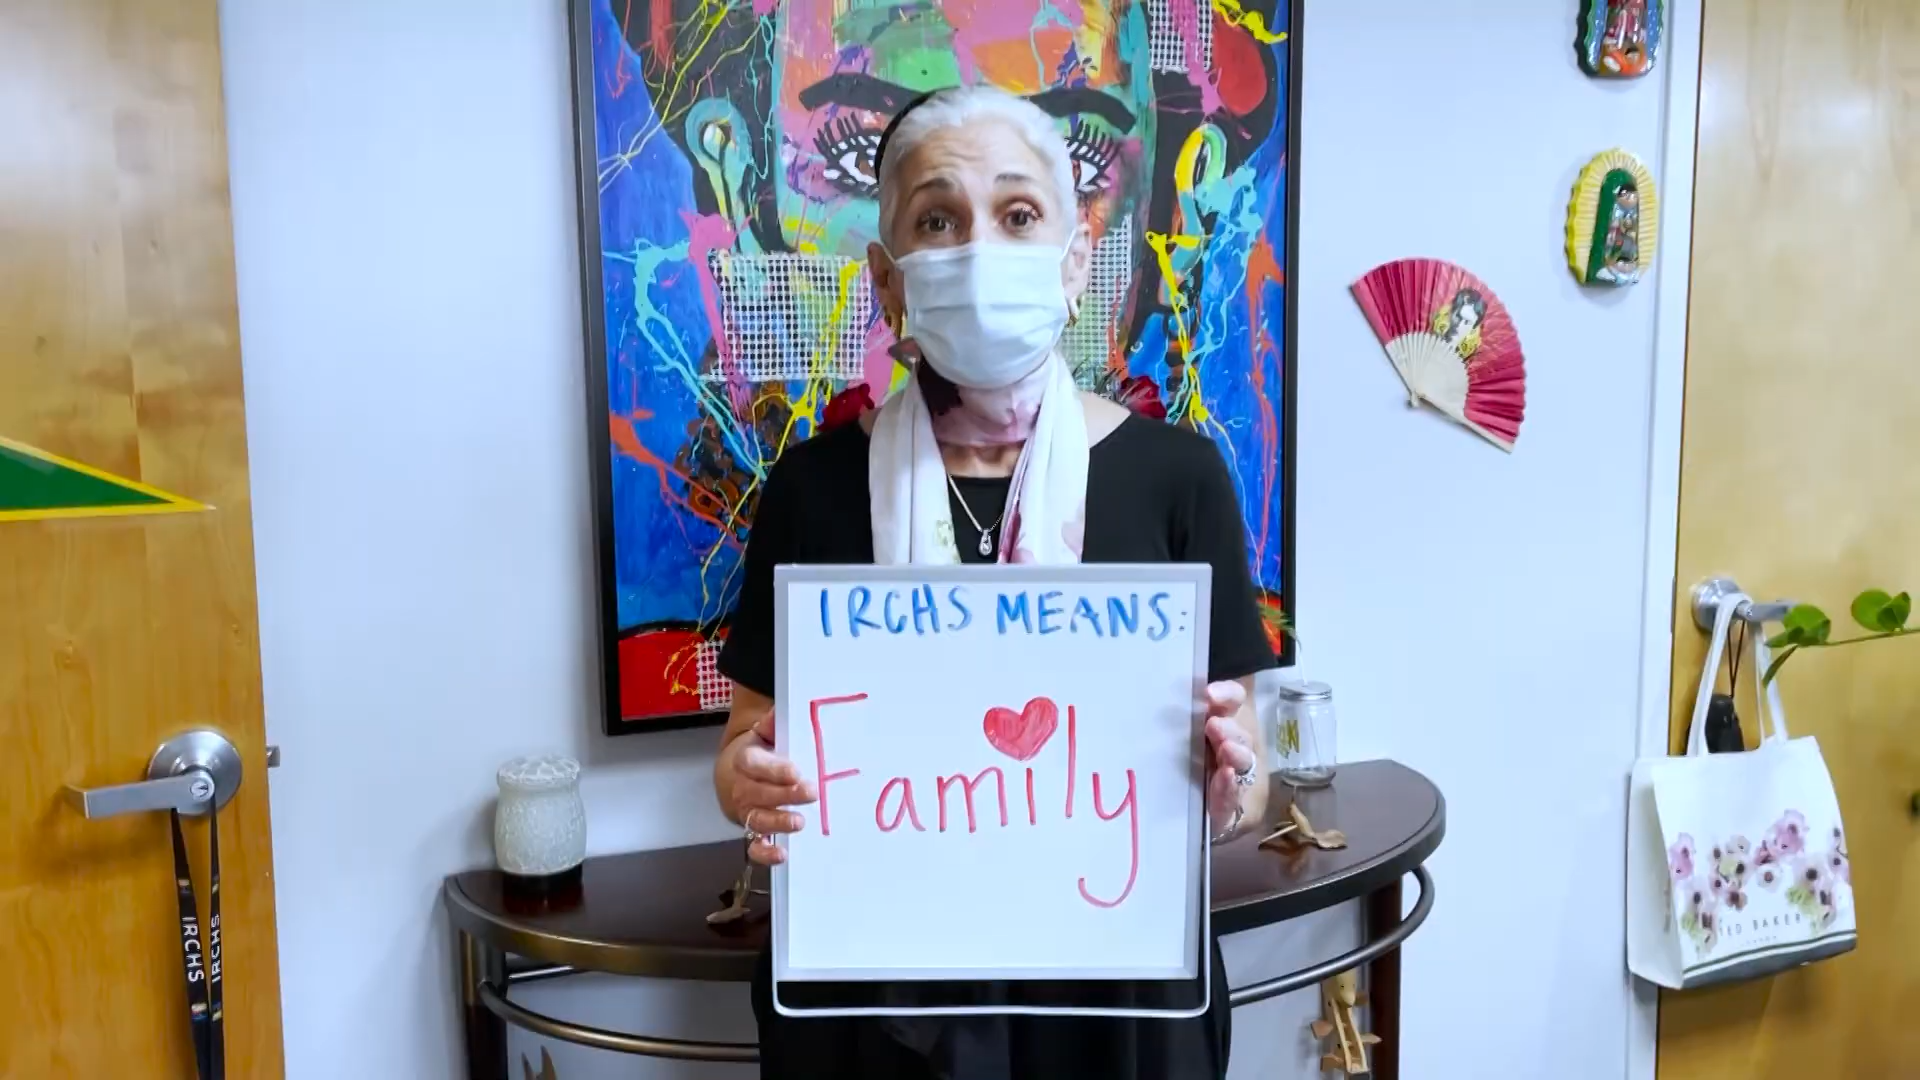 IRCHS MEANS:
Family
IRCHS
IRCHS
TED BAKER